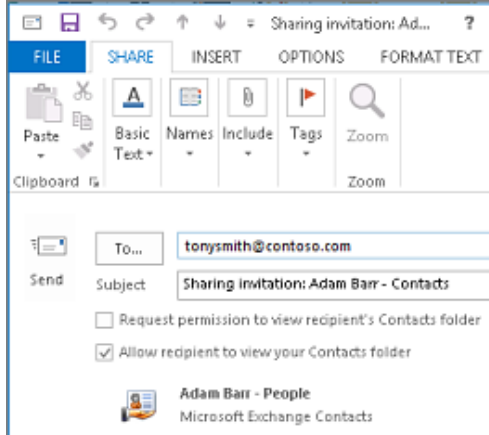 Sharing invitation: Ad... ?
FILE SHARE INSERT OPTIONS FORMAT TEXT
Paste Basic Text Names Include Tags Zoom
Clipboard Zoom
To... tonysmith@contoso.com
Send
Subject Sharing invitation: Adam Barr - Contacts
Request permission to view recipient's Contacts folder
Allow recipient to view your Contacts folder
Adam Barr - People
Microsoft Exchange Contacts